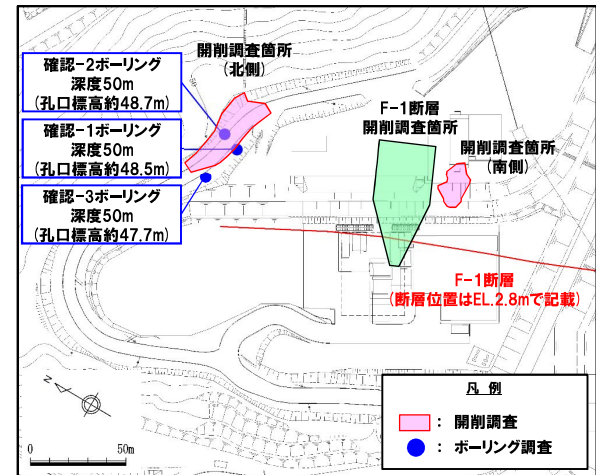 確認-2ボーリング
深度50m
(孔口標高約48.7m)
確認-1ボーリング
深度50m
(孔口標高約48.5m)
確認-3ボーリング
深度50m
(孔口標高約47.7m)
開削調査箇所
(北側)
F-1断層
開削調査箇所
開削調査箇所
(南側)
F-1断層
(断層位置はEL.2.8mで記載)
N
0 50m
凡 例
： 開削調査
： ボーリング調査